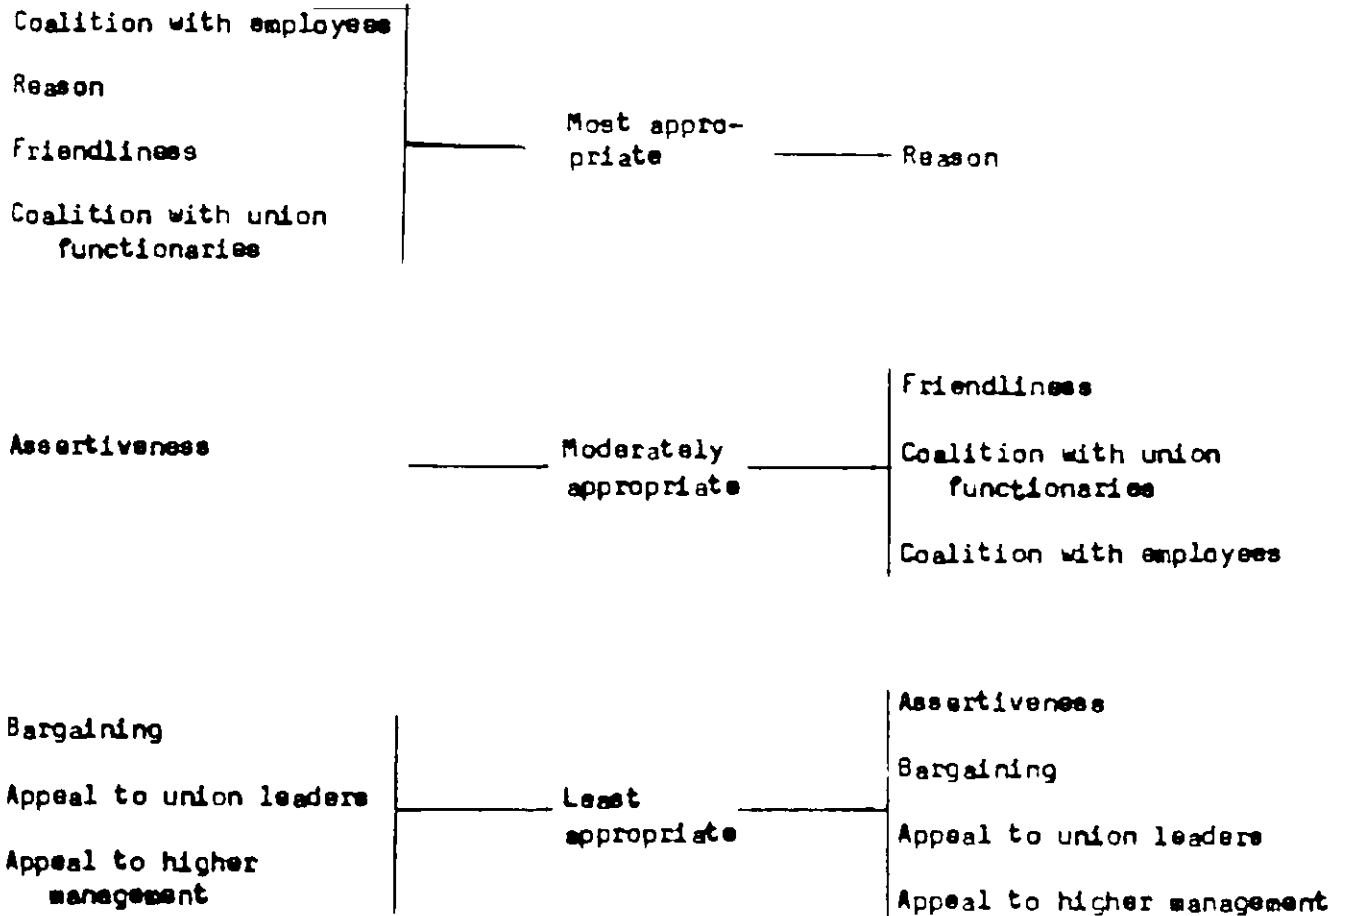 Coalition with employees
Reason
Friendliness
Coalition with union
functionaries
Most appro-
priate
Reason
Assertiveness
Moderately
appropriate
Friendliness
Coalition with union
functionaries
Coalition with employees
Bargaining
Appeal to union leaders
Appeal to higher
management
Least
appropriate
Assertiveness
Bargaining
Appeal to union leaders
Appeal to higher management